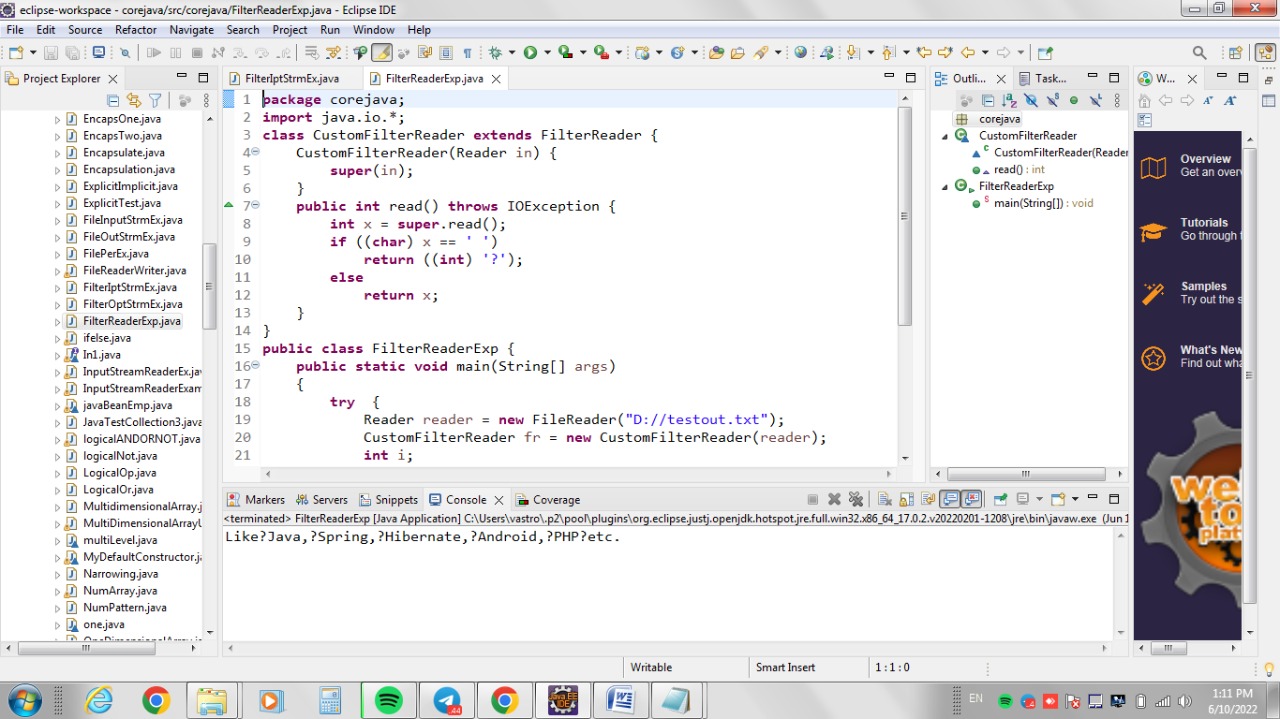 eclipse-workspace - corejava/src/corejava/FilterReaderExp.java - Eclipse IDE
File Edit Source Refactor Navigate Search Project Run Window Help
Project Explorer
EncapsOne.java
EncapsTwo.java
Encapsulate.java
Encapsulation.java
ExplicitImplicit.java
ExplicitTest.java
FileInputStrmEx.java
FileOutStrmEx.java
FilePerEx.java
FileReaderWriter.java
FilterIptStrmEx.java
FilterOptStrmEx.java
FilterReaderExp.java
ifelse.java
In1.java
InputStreamReaderEx.jav
InputStreamReaderExam
javaBeanEmp.java
JavaTestCollection3.java
logicalANDORNOT.java
logicalNot.java
LogicalOp.java
LogicalOr.java
MultidimensionalArray.j
MultiDimensionalArrayU
multiLevel.java
MyDefaultConstructor.ja
Narrowing.java
NumArray.java
NumPattern.java
one.java
FilterIptStrmEx.java
FilterReaderExp.java
1 package corejava;
2 import java.io.*;
3 class CustomFilterReader extends FilterReader {
4 CustomFilterReader(Reader in) {
5 super(in);
6 }
7 public int read() throws IOException {
8 int x = super.read();
9 if ((char) x == ' ')
10 return ((int) '?');
11 else
12 return x;
13 }
14 }
15 public class FilterReaderExp {
16 public static void main(String[] args)
17 {
18 try {
19 Reader reader = new FileReader("D://testout.txt");
20 CustomFilterReader fr = new CustomFilterReader(reader);
21 int i;
Outli...
Task...
corejava
CustomFilterReader
CustomFilterReader(Reader
read() : int
FilterReaderExp
main(String[]) : void
W...
Overview
Get an overv
Tutorials
Go through t
Samples
Try out the s
What's New
Find out wha
Markers Servers Snippets Console Coverage
<terminated> FilterReaderExp [Java Application] C:\Users\vastro\.p2\pool\plugins\org.eclipse.justj.openjdk.hotspot.jre.full.win32.x86_64_17.0.2.v20220201-1208\jre\bin\javaw.exe (Jun 1
Like?Java,?Spring,?Hibernate,?Android,?PHP?etc.
Writable Smart Insert 1 : 1 : 0
.44
EN
1:11 PM
6/10/2022